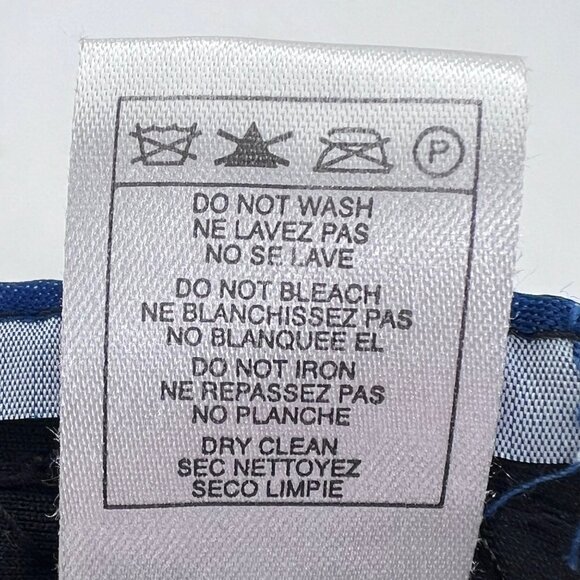 P
DO NOT WASH
NE LAVEZ PAS
NO SE LAVE
DO NOT BLEACH
NE BLANCHISSEZ PAS
NO BLANQUEE EL
DO NOT IRON
NE REPASSEZ PAS
NO PLANCHE
DRY CLEAN
SEC NETTOYEZ
SECO LIMPIE